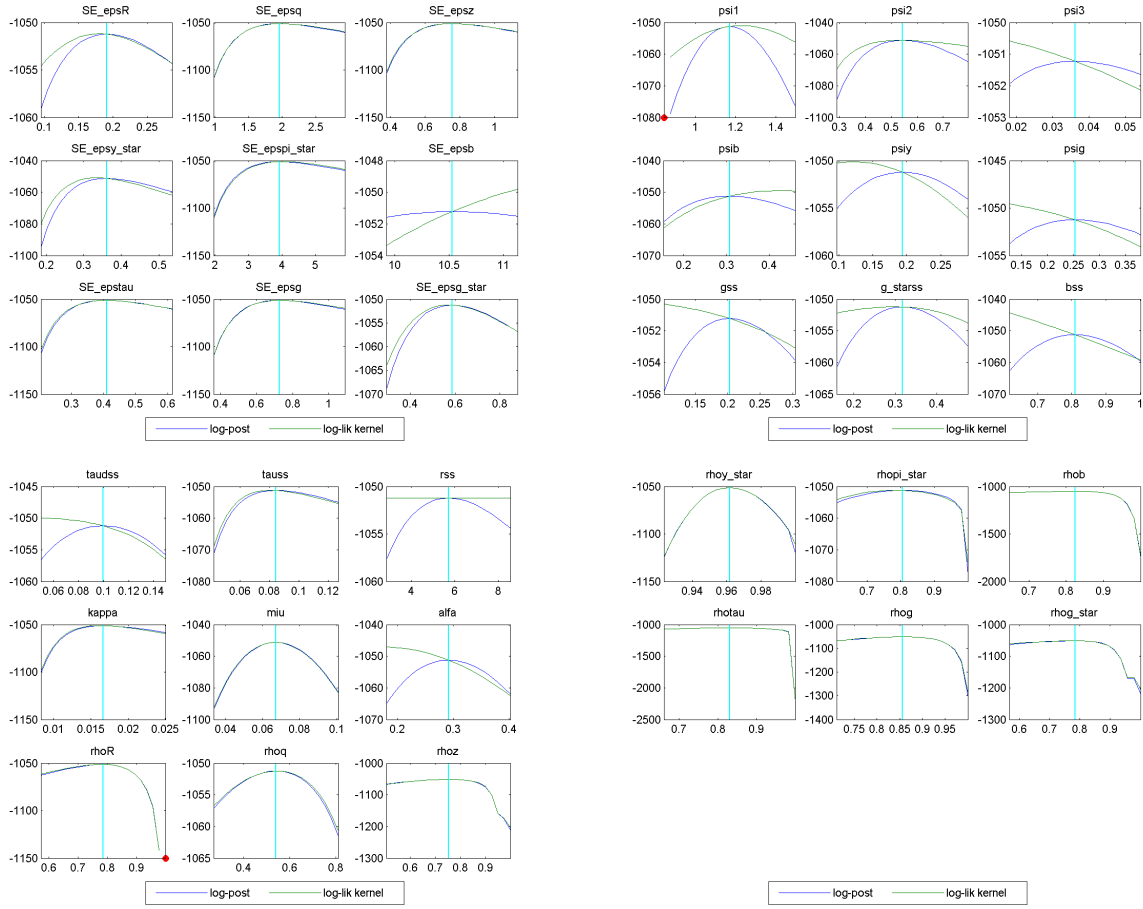 SE_epsR
-1050
-1055
-1060
0.1 0.15 0.2 0.25
SE_epsq
-1050
-1100
-1150
1 1.5 2 2.5
SE_epsz
-1050
-1100
-1150
0.4 0.6 0.8 1
SE_epsy_star
-1040
-1060
-1080
-1100
0.2 0.3 0.4 0.5
SE_epspi_star
-1050
-1100
-1150
2 3 4 5
SE_epsb
-1048
-1050
-1052
-1054
10 10.5 11
SE_epstau
-1050
-1100
-1150
0.3 0.4 0.5 0.6
SE_epsg
-1050
-1100
-1150
0.4 0.6 0.8 1
SE_epsg_star
-1050
-1055
-1060
-1065
-1070
0.4 0.6 0.8
log-post log-lik kernel
psi1
-1050
-1060
-1070
-1080
1 1.2 1.4
psi2
-1040
-1060
-1080
-1100
0.3 0.4 0.5 0.6 0.7
psi3
-1050
-1051
-1052
-1053
0.02 0.03 0.04 0.05
psib
-1040
-1050
-1060
-1070
0.2 0.3 0.4
psiy
-1050
-1055
-1060
0.1 0.15 0.2 0.25
psig
-1045
-1050
-1055
0.15 0.2 0.25 0.3 0.35
gss
-1050
-1052
-1054
-1056
0.15 0.2 0.25 0.3
g_starss
-1050
-1055
-1060
-1065
0.2 0.3 0.4
bss
-1040
-1050
-1060
-1070
0.7 0.8 0.9 1
log-post log-lik kernel
taudss
-1045
-1050
-1055
-1060
0.06 0.08 0.1 0.12 0.14
tauss
-1050
-1060
-1070
-1080
0.06 0.08 0.1 0.12
rss
-1050
-1055
-1060
4 6 8
kappa
-1050
-1100
-1150
0.01 0.015 0.02 0.025
miu
-1040
-1060
-1080
-1100
0.04 0.06 0.08 0.1
alfa
-1040
-1050
-1060
-1070
0.2 0.3 0.4
rhoR
-1050
-1100
-1150
0.6 0.7 0.8 0.9
rhoq
-1050
-1055
-1060
-1065
0.4 0.6 0.8
rhoz
-1000
-1100
-1200
-1300
0.6 0.7 0.8 0.9
log-post log-lik kernel
rhoy_star
-1050
-1100
-1150
0.94 0.96 0.98
rhopi_star
-1050
-1060
-1070
-1080
0.7 0.8 0.9
rhob
-1000
-1500
-2000
0.7 0.8 0.9
rhotau
-1000
-1500
-2000
-2500
0.7 0.8 0.9
rhog
-1000
-1100
-1200
-1300
-1400
0.75 0.8 0.85 0.9 0.95
rhog_star
-1000
-1100
-1200
-1300
0.6 0.7 0.8 0.9
log-post log-lik kernel